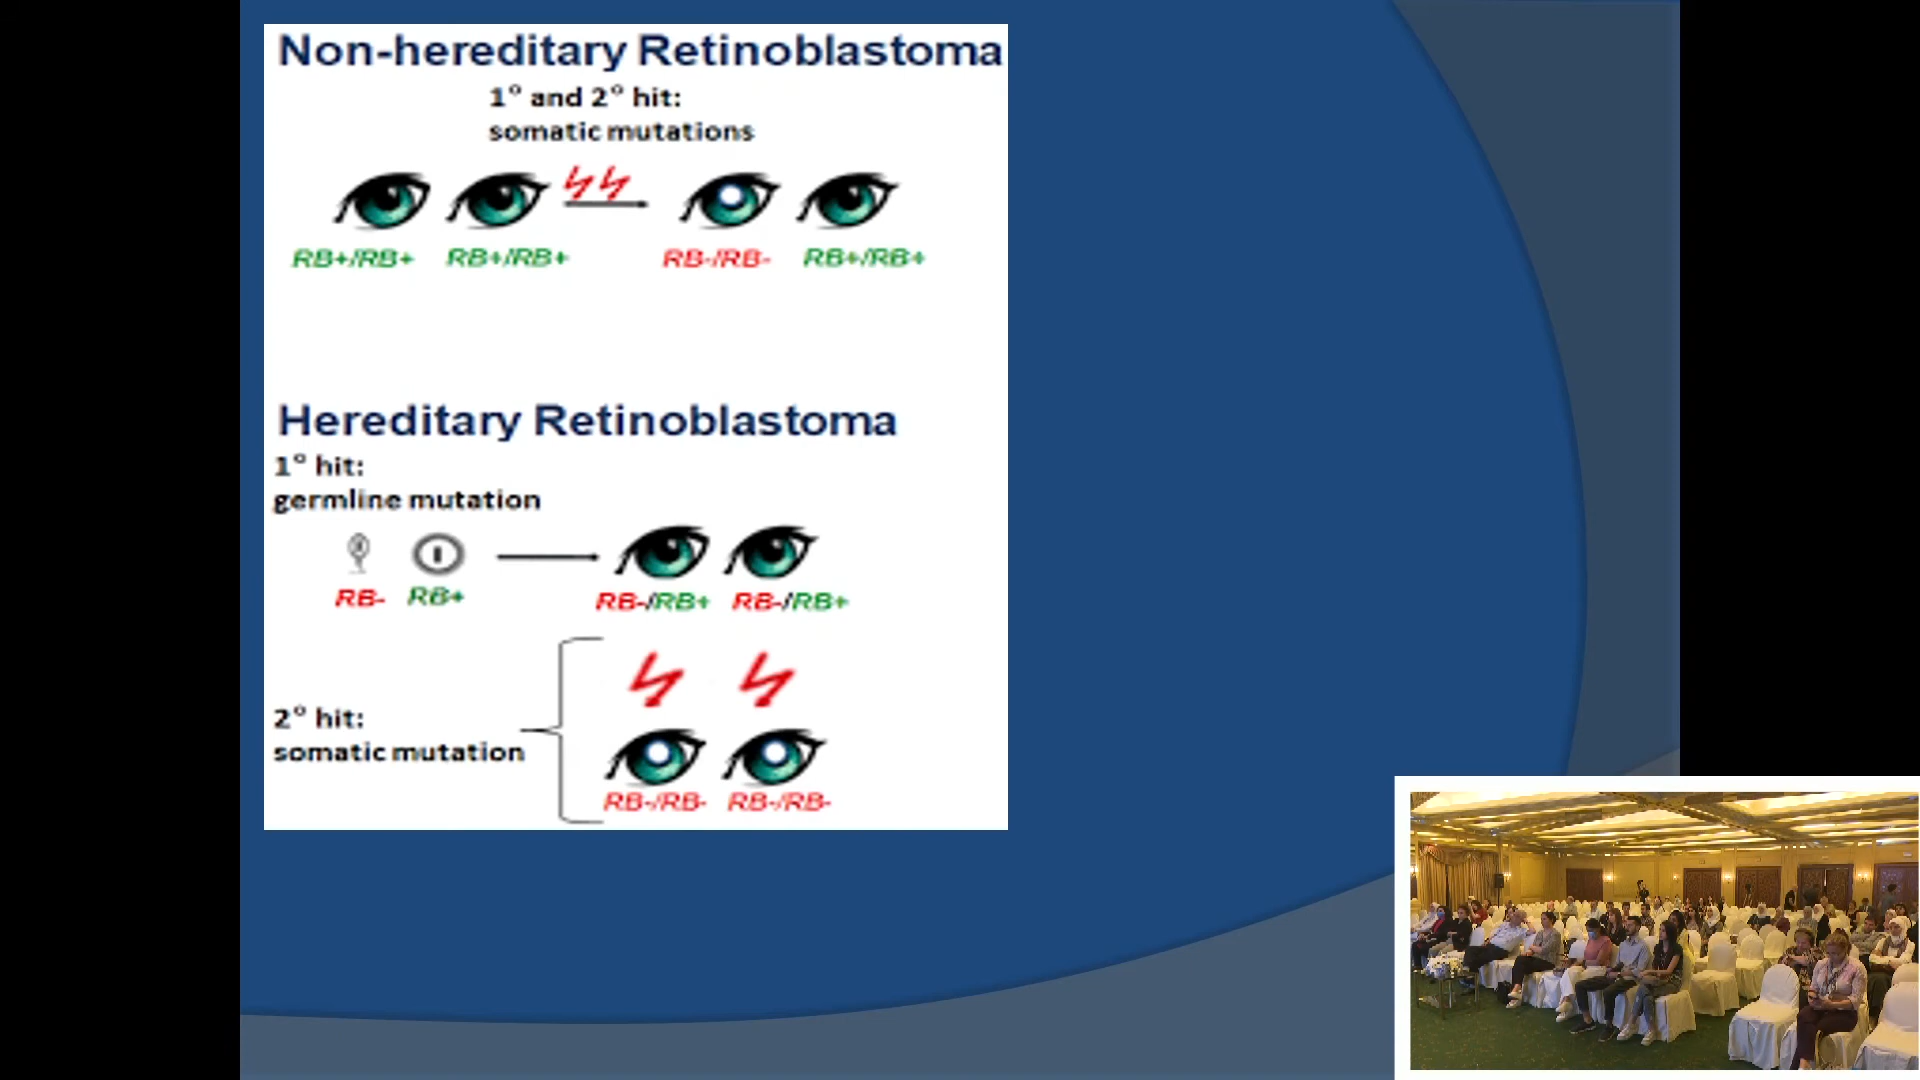 Non-hereditary Retinoblastoma
1° and 2° hit:
somatic mutations
RB+/RB+ RB+/RB+ RB-/RB- RB+/RB+
Hereditary Retinoblastoma
1° hit:
germline mutation
RB- RB+ RB-/RB+ RB-/RB+
2° hit:
somatic mutation
RB-/RB- RB-/RB-